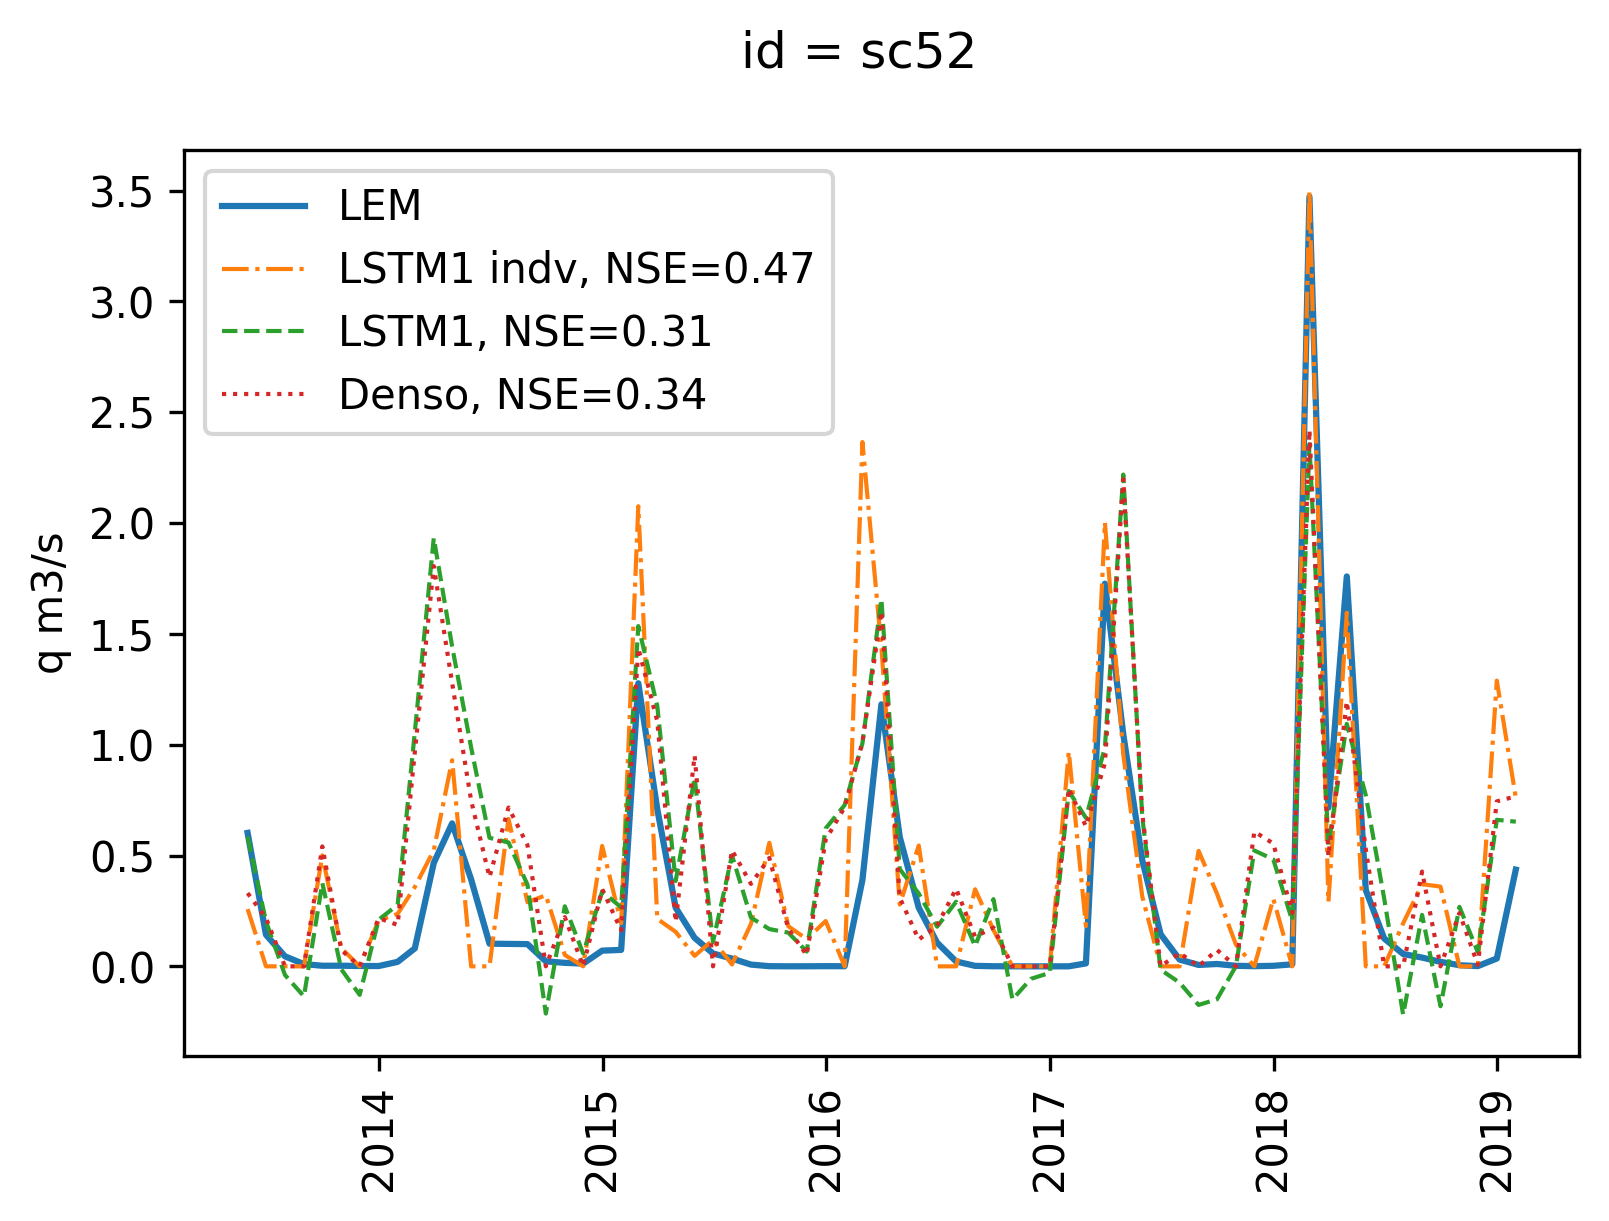 id = sc52
3.5
3.0
2.5
2.0
1.5
1.0
0.5
0.0
q m3/s
LEM
LSTM1 indv, NSE=0.47
LSTM1, NSE=0.31
Denso, NSE=0.34
2014
2015
2016
2017
2018
2019